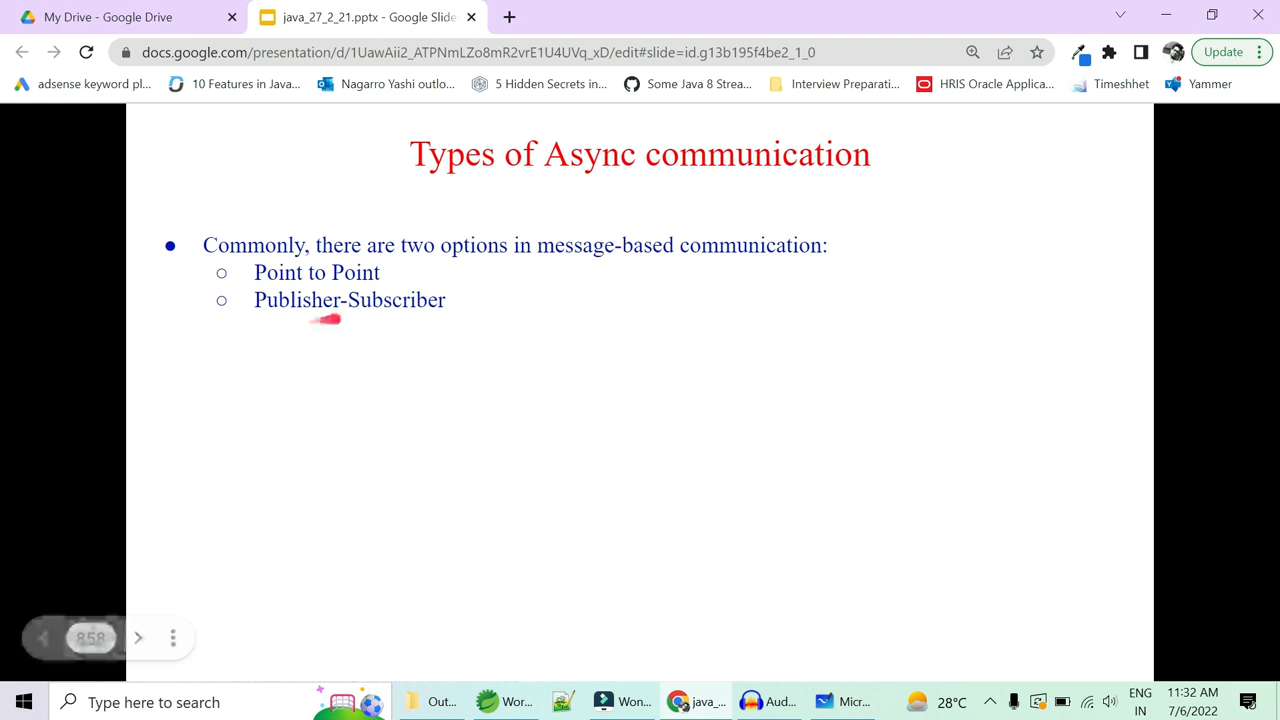 My Drive - Google Drive
java_27_2_21.pptx - Google Slide
docs.google.com/presentation/d/1UawAii2_ATPNmLZo8mR2vrE1U4UVq_xD/edit#slide=id.g13b195f4be2_1_0
Update
adsense keyword pl...
10 Features in Java...
Nagarro Yashi outlo...
5 Hidden Secrets in...
Some Java 8 Strea...
Interview Preparati...
HRIS Oracle Applica...
Timeshhet
Yammer
Types of Async communication
● Commonly, there are two options in message-based communication:
○ Point to Point
○ Publisher-Subscriber
858
Type here to search
Out...
Wor...
Won...
java_...
Aud...
Micr...
28°C
ENG
IN
11:32 AM
7/6/2022